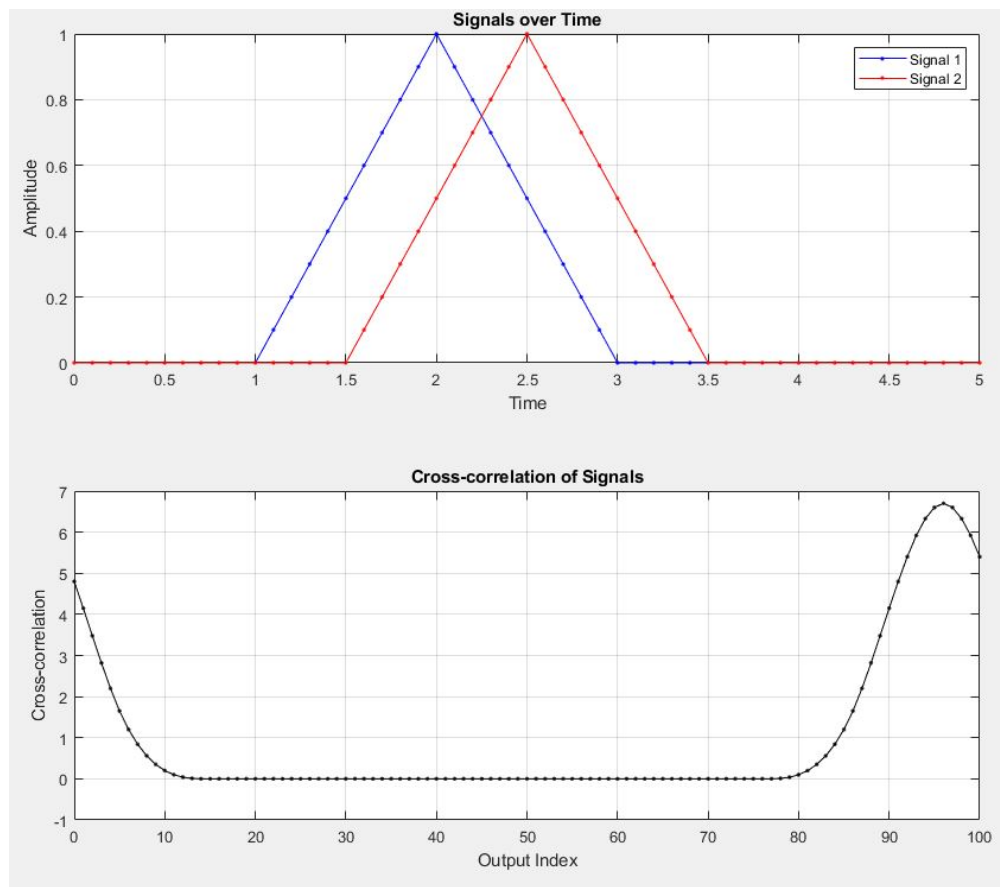 Signals over Time
Signal 1
Signal 2
Amplitude
1
0.8
0.6
0.4
0.2
0
0 0.5 1 1.5 2 2.5 3 3.5 4 4.5 5
Time
Cross-correlation of Signals
Cross-correlation
7
6
5
4
3
2
1
0
-1
0 10 20 30 40 50 60 70 80 90 100
Output Index